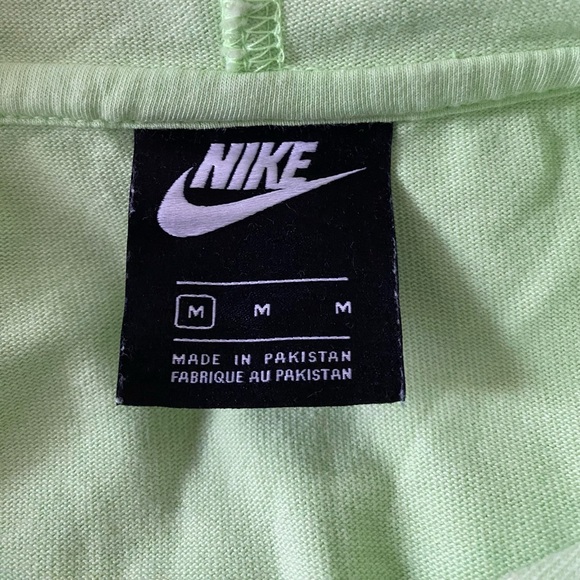 NIKE
M M M
MADE IN PAKISTAN
FABRIQUE AU PAKISTAN